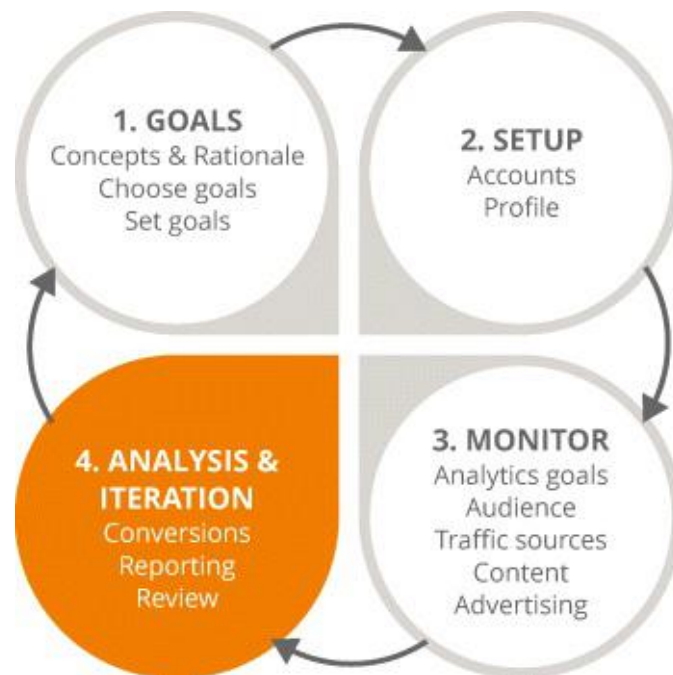 1. GOALS
Concepts & Rationale
Choose goals
Set goals
2. SETUP
Accounts
Profile
3. MONITOR
Analytics goals
Audience
Traffic sources
Content
Advertising
4. ANALYSIS &
ITERATION
Conversions
Reporting
Review